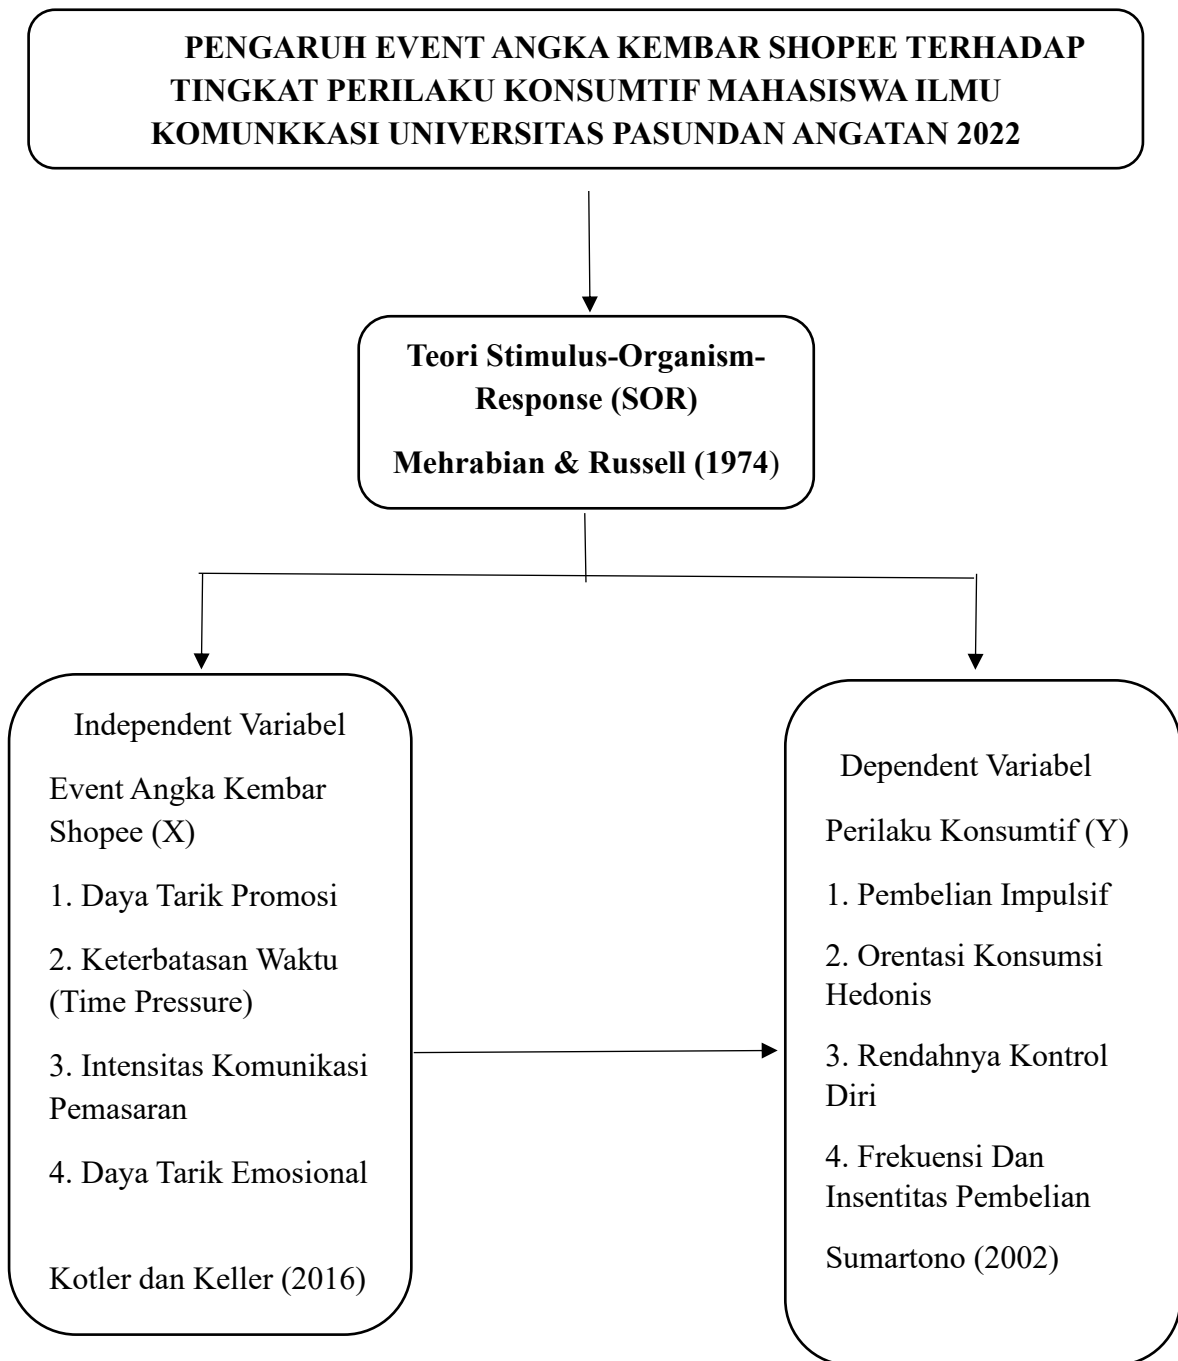 PENGARUH EVENT ANGKA KEMBAR SHOPEE TERHADAP
TINGKAT PERILAKU KONSUMTIF MAHASISWA ILMU
KOMUNKKASI UNIVERSITAS PASUNDAN ANGATAN 2022
Teori Stimulus-Organism-
Response (SOR)
Mehrabian & Russell (1974)
Independent Variabel
Event Angka Kembar
Shopee (X)
1. Daya Tarik Promosi
2. Keterbatasan Waktu
(Time Pressure)
3. Intensitas Komunikasi
Pemasaran
4. Daya Tarik Emosional
Kotler dan Keller (2016)
Dependent Variabel
Perilaku Konsumtif (Y)
1. Pembelian Impulsif
2. Orentasi Konsumsi
Hedonis
3. Rendahnya Kontrol
Diri
4. Frekuensi Dan
Insentitas Pembelian
Sumartono (2002)